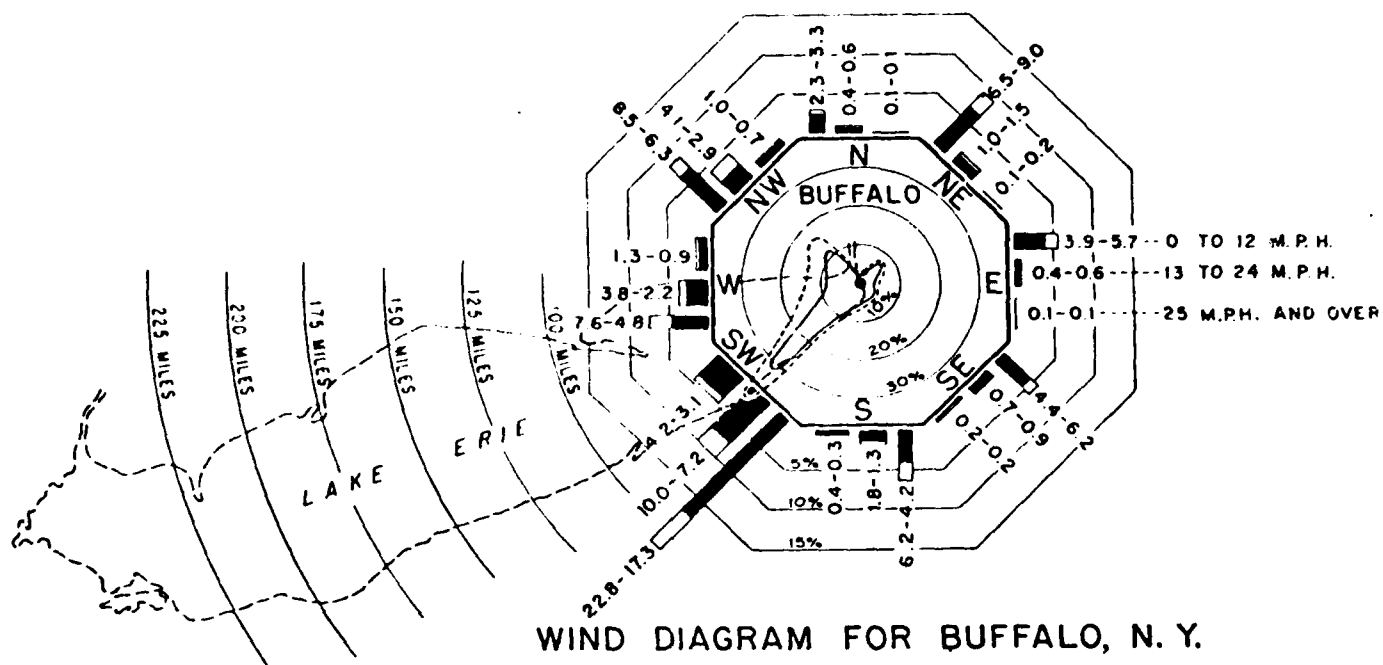 2.3-3.3
0.4-0.6
0.1-0.1
6.5-9.0
1.0-1.5
0.1-0.2
1.0-0.7
4.1-2.9
8.5-6.3
N
NW
NE
BUFFALO
1.3-0.9
W
3.8-2.2
7.6-4.8
E
3.9-5.7---0 TO 12 M.P.H.
0.4-0.6-----13 TO 24 M.P.H.
0.1-0.1------25 M.P.H. AND OVER
10%
20%
30%
SW
SE
S
4.4-6.2
0.7-0.9
0.2-0.2
4.2-3.1
10.0-7.2
22.8-17.3
0.4-0.3
1.8-1.3
6.2-4.2
5%
10%
15%
225 MILES
200 MILES
175 MILES
150 MILES
125 MILES
100 MILES
LAKE ERIE
WIND DIAGRAM FOR BUFFALO, N. Y.